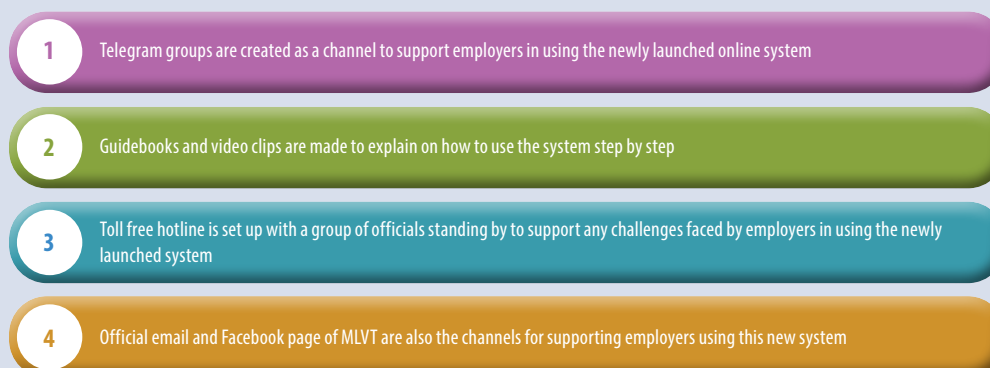 1
Telegram groups are created as a channel to support employers in using the newly launched online system
2
Guidebooks and video clips are made to explain on how to use the system step by step
3
Toll free hotline is set up with a group of officials standing by to support any challenges faced by employers in using the newly
launched system
4
Official email and Facebook page of MLVT are also the channels for supporting employers using this new system